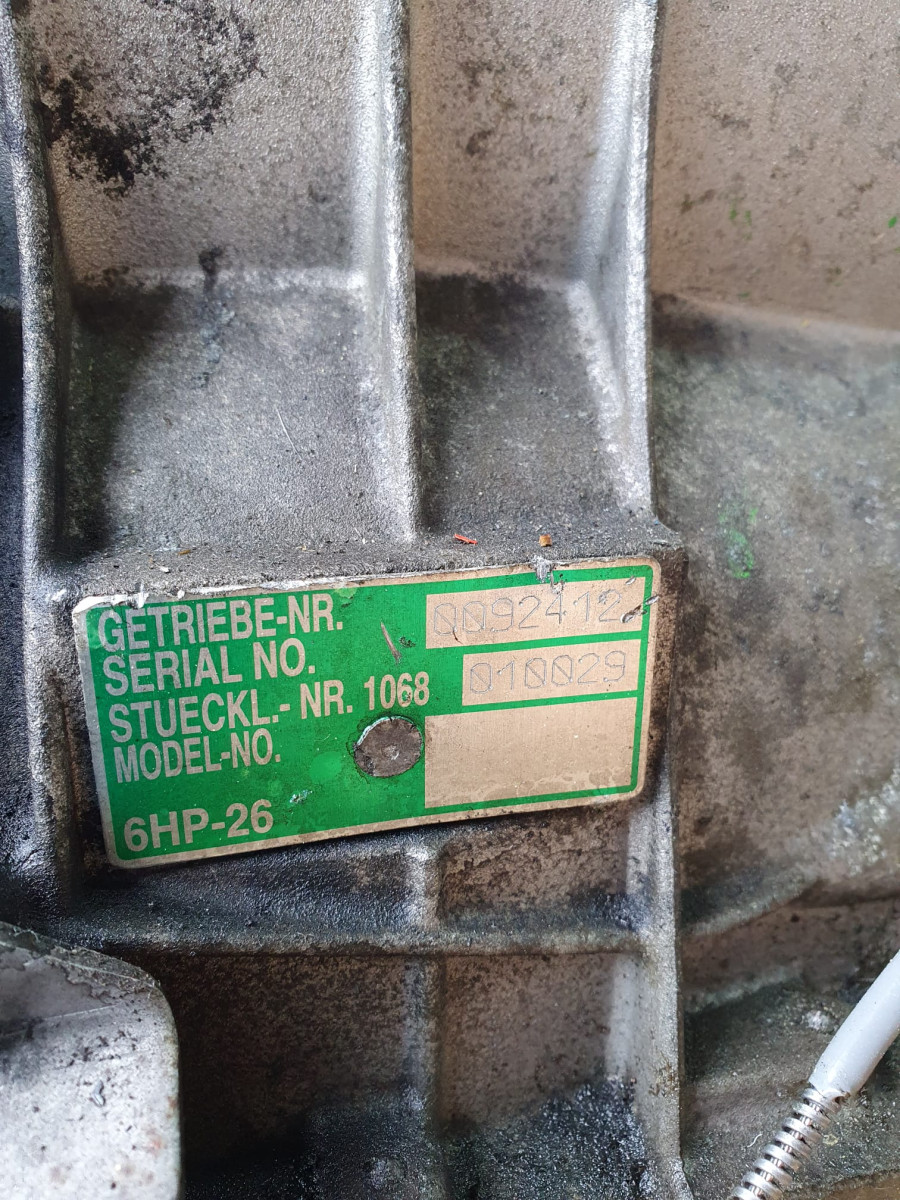 GETRIEBE-NR. 0092412
SERIAL NO.
STUECKL.- NR. 1068 010029
MODEL-NO.
6HP-26